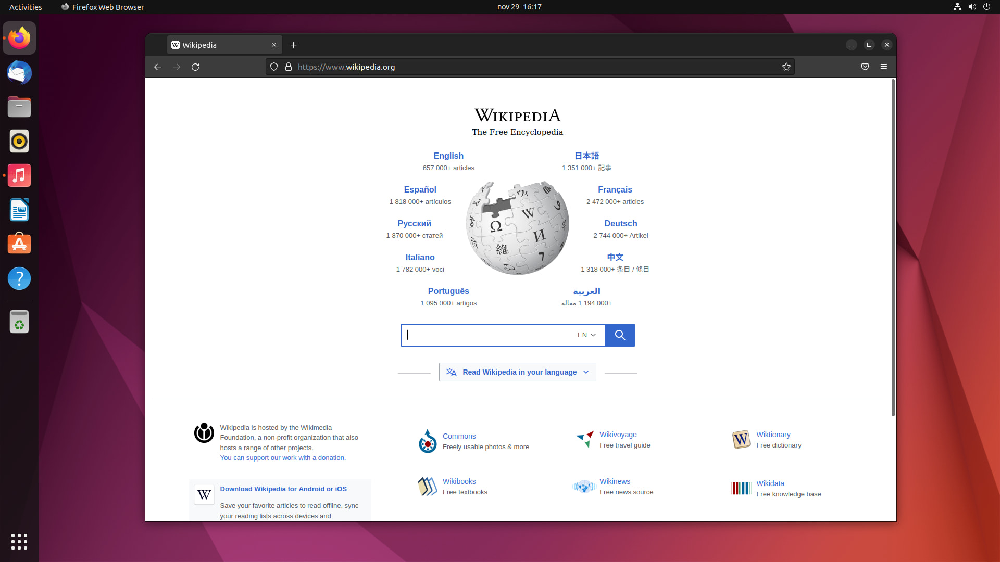 Activities
Firefox Web Browser
nov 29 16:17
Wikipedia
https://www.wikipedia.org
WIKIPEDIA
The Free Encyclopedia
English
657 000+ articles
日本語
1 351 000+ 記事
Español
1 818 000+ artículos
Français
2 472 000+ articles
Русский
1 870 000+ статей
Deutsch
2 744 000+ Artikel
Italiano
1 782 000+ voci
中文
1 318 000+ 条目 / 條目
Português
1 095 000+ artigos
العربية
1 194 000+ مقالة
Ω
W
И
維
ウィ
EN
Read Wikipedia in your language
Wikipedia is hosted by the Wikimedia
Foundation, a non-profit organization that also
hosts a range of other projects.
You can support our work with a donation.
Download Wikipedia for Android or iOS
Save your favorite articles to read offline, sync
your reading lists across devices and
Commons
Freely usable photos & more
Wikivoyage
Free travel guide
Wiktionary
Free dictionary
Wikibooks
Free textbooks
Wikinews
Free news source
Wikidata
Free knowledge base